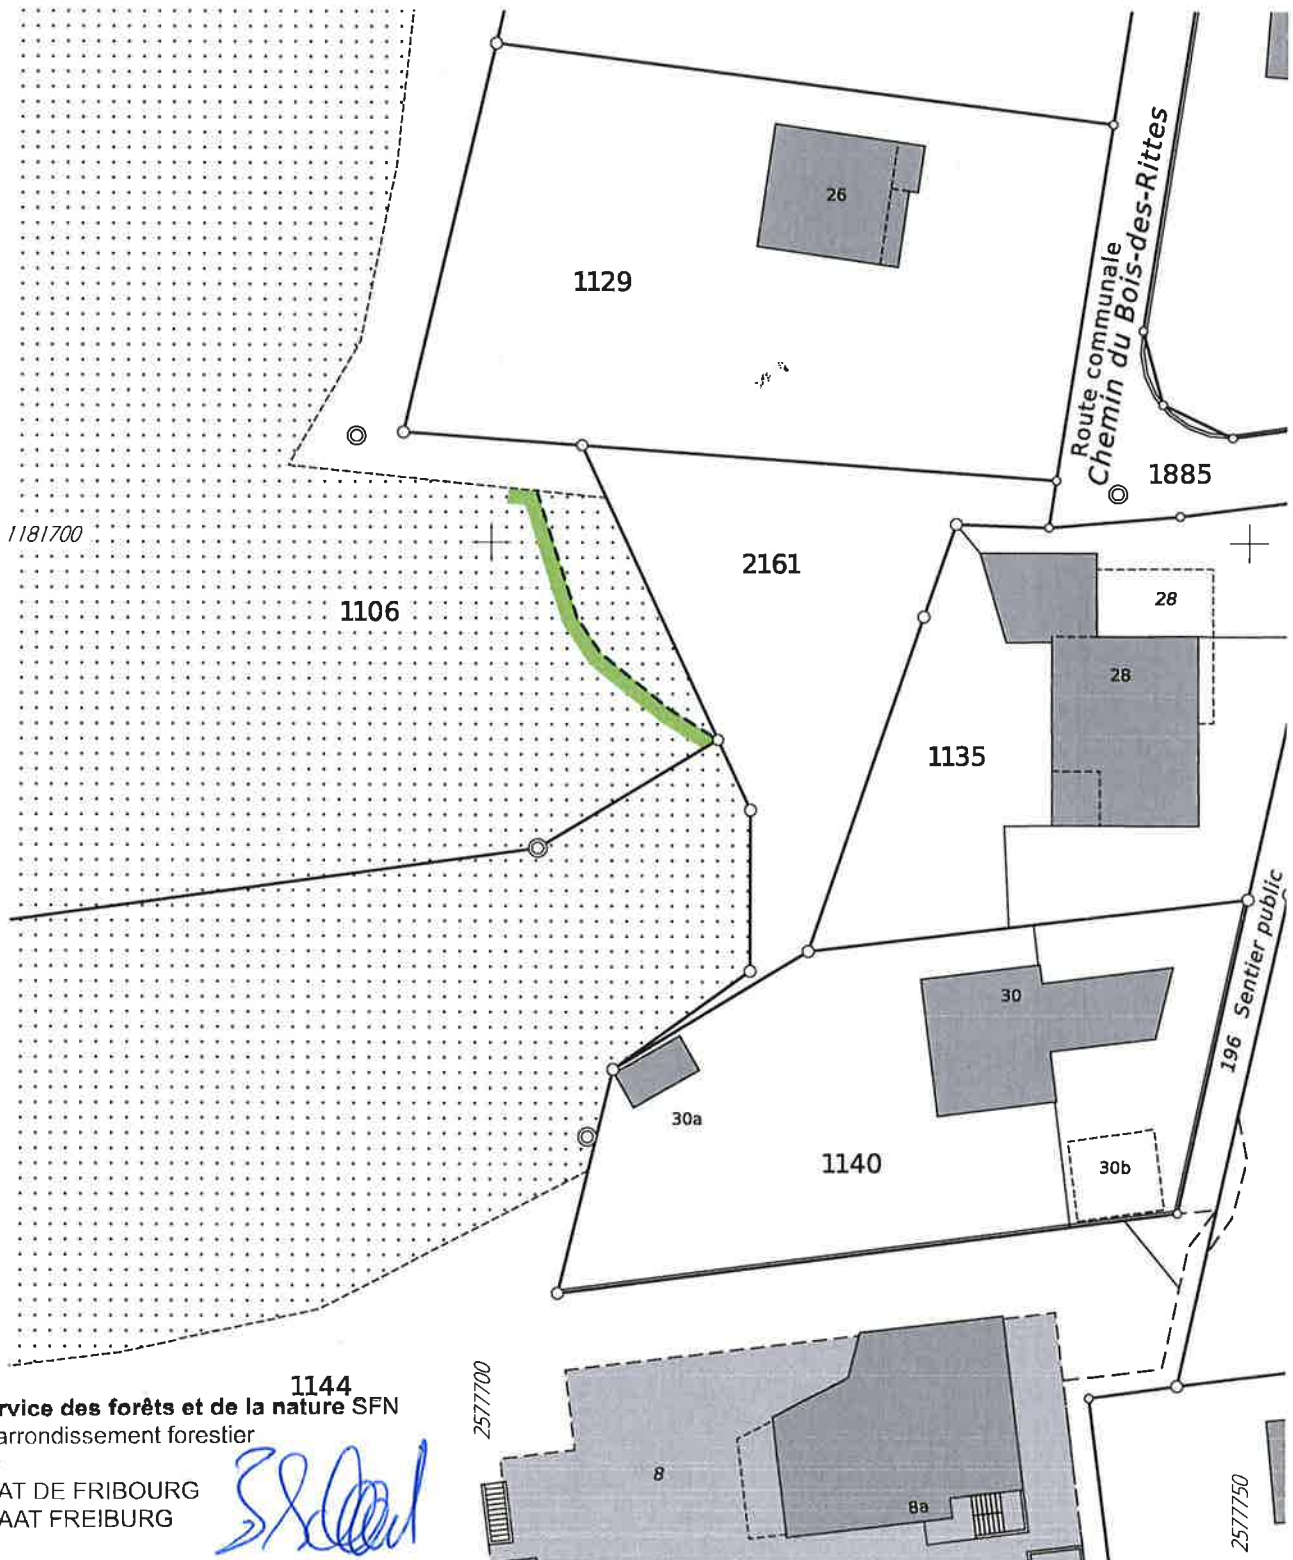 26
1129
Route communale
Chemin du Bois-des-Rittes
1885
1181700
2161
1106
28
28
1135
196 Sentier public
30
30a
1140
30b
1144
rvice des forêts et de la nature SFN
arrondissement forestier
AT DE FRIBOURG
AAT FREIBURG
2577700
8
8a
2577750